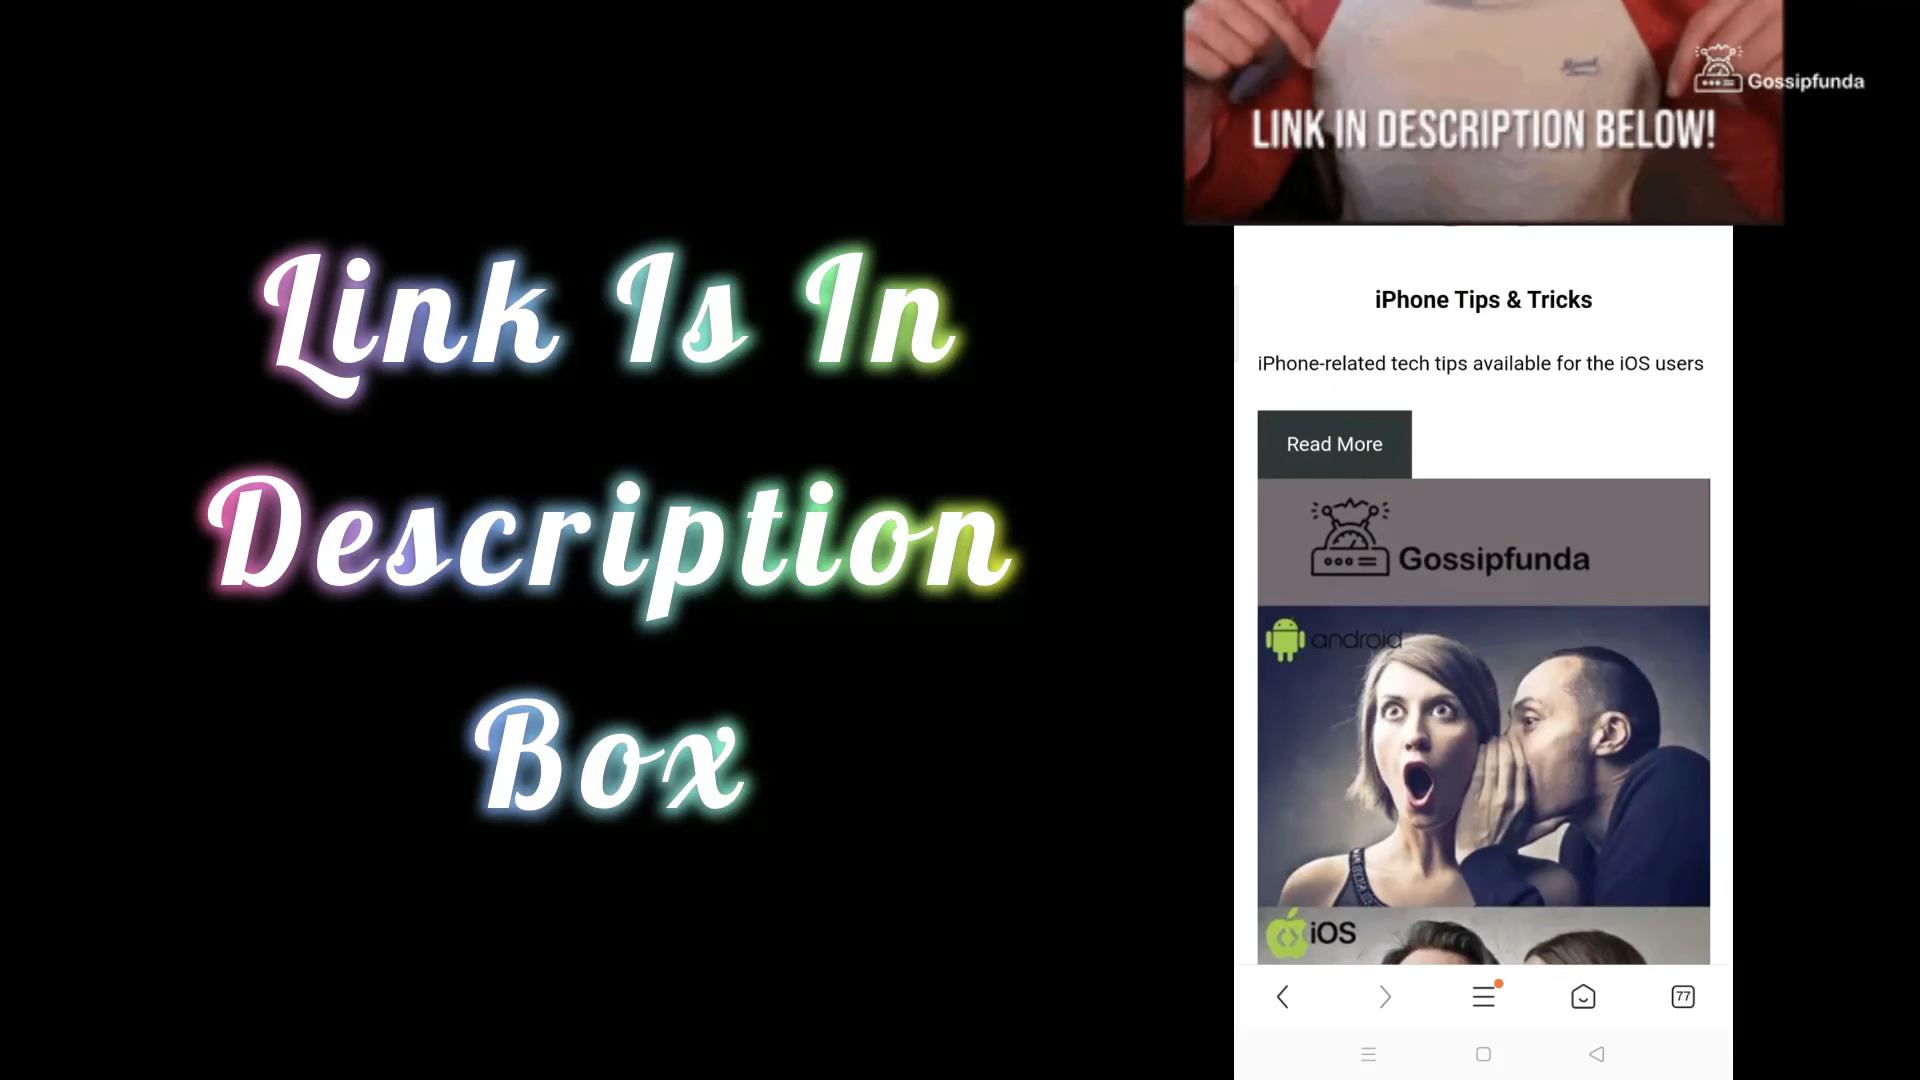 Link Is In
Description
Box
Gossipfunda
LINK IN DESCRIPTION BELOW!
iPhone Tips & Tricks
iPhone-related tech tips available for the iOS users
Read More
Gossipfunda
android
iOS
77